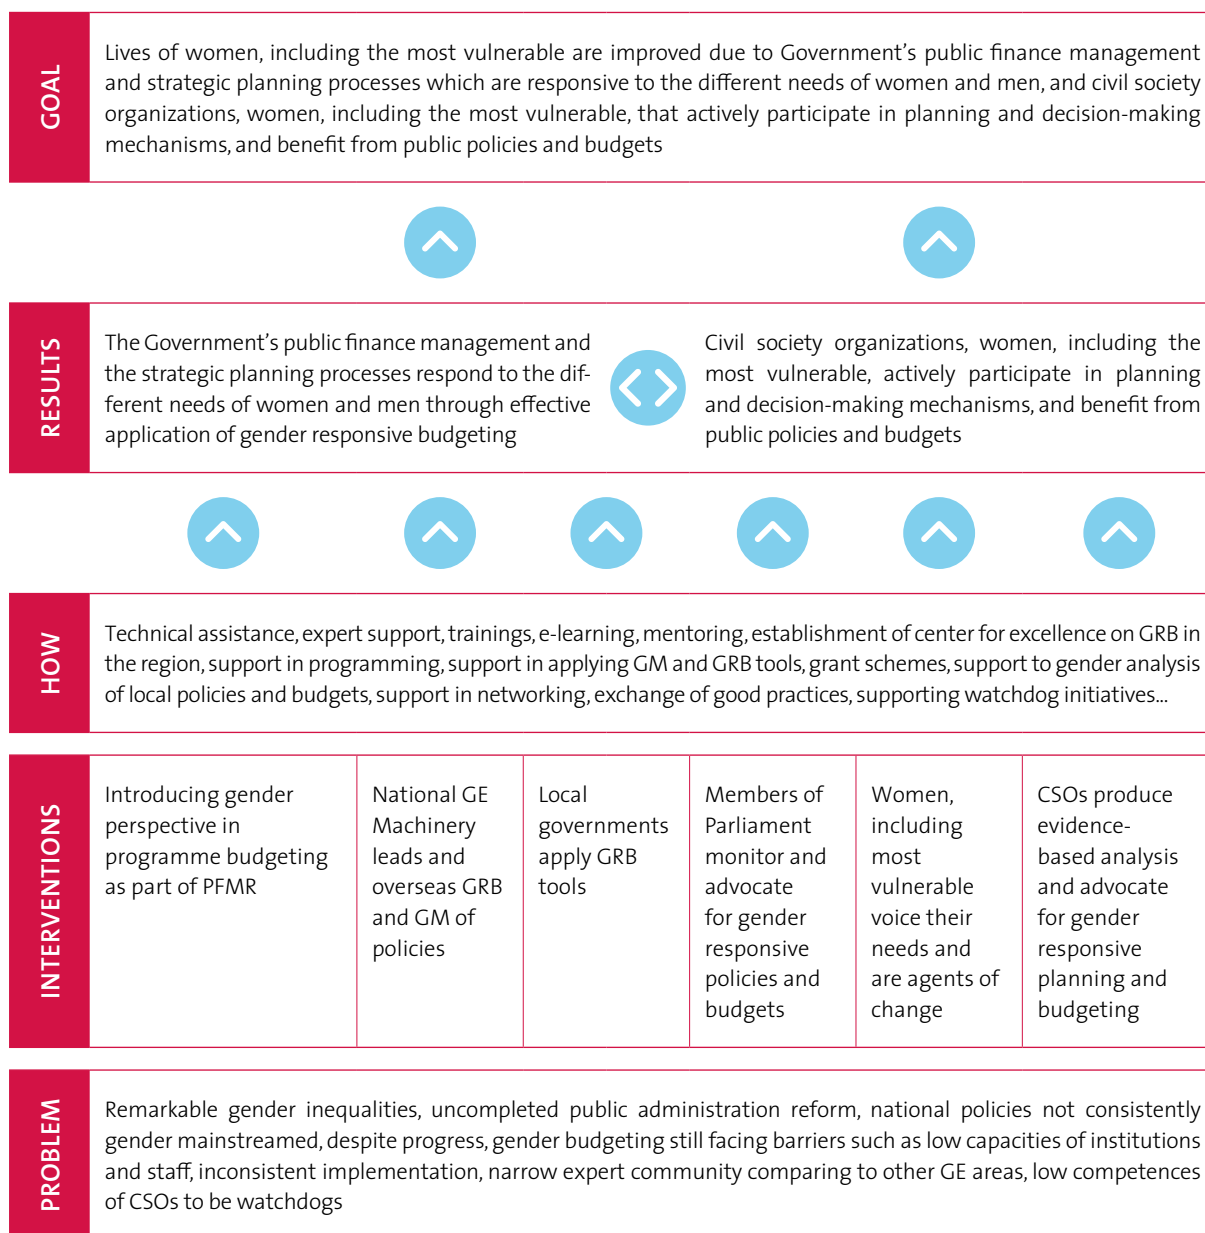 GOAL
Lives of women, including the most vulnerable are improved due to Government’s public finance management
and strategic planning processes which are responsive to the different needs of women and men, and civil society
organizations, women, including the most vulnerable, that actively participate in planning and decision-making
mechanisms, and benefit from public policies and budgets
RESULTS
The Government’s public finance management and
the strategic planning processes respond to the dif-
ferent needs of women and men through effective
application of gender responsive budgeting
Civil society organizations, women, including the
most vulnerable, actively participate in planning
and decision-making mechanisms, and benefit from
public policies and budgets
HOW
Technical assistance, expert support, trainings, e-learning, mentoring, establishment of center for excellence on GRB in
the region, support in programming, support in applying GM and GRB tools, grant schemes, support to gender analysis
of local policies and budgets, support in networking, exchange of good practices, supporting watchdog initiatives...
INTERVENTIONS
Introducing gender
perspective in
programme budgeting
as part of PFMR
National GE
Machinery
leads and
overseas GRB
and GM of
policies
Local
governments
apply GRB
tools
Members of
Parliament
monitor and
advocate
for gender
responsive
policies and
budgets
Women,
including
most
vulnerable
voice their
needs and
are agents of
change
CSOs produce
evidence-
based analysis
and advocate
for gender
responsive
planning and
budgeting
PROBLEM
Remarkable gender inequalities, uncompleted public administration reform, national policies not consistently
gender mainstreamed, despite progress, gender budgeting still facing barriers such as low capacities of institutions
and staff, inconsistent implementation, narrow expert community comparing to other GE areas, low competences
of CSOs to be watchdogs